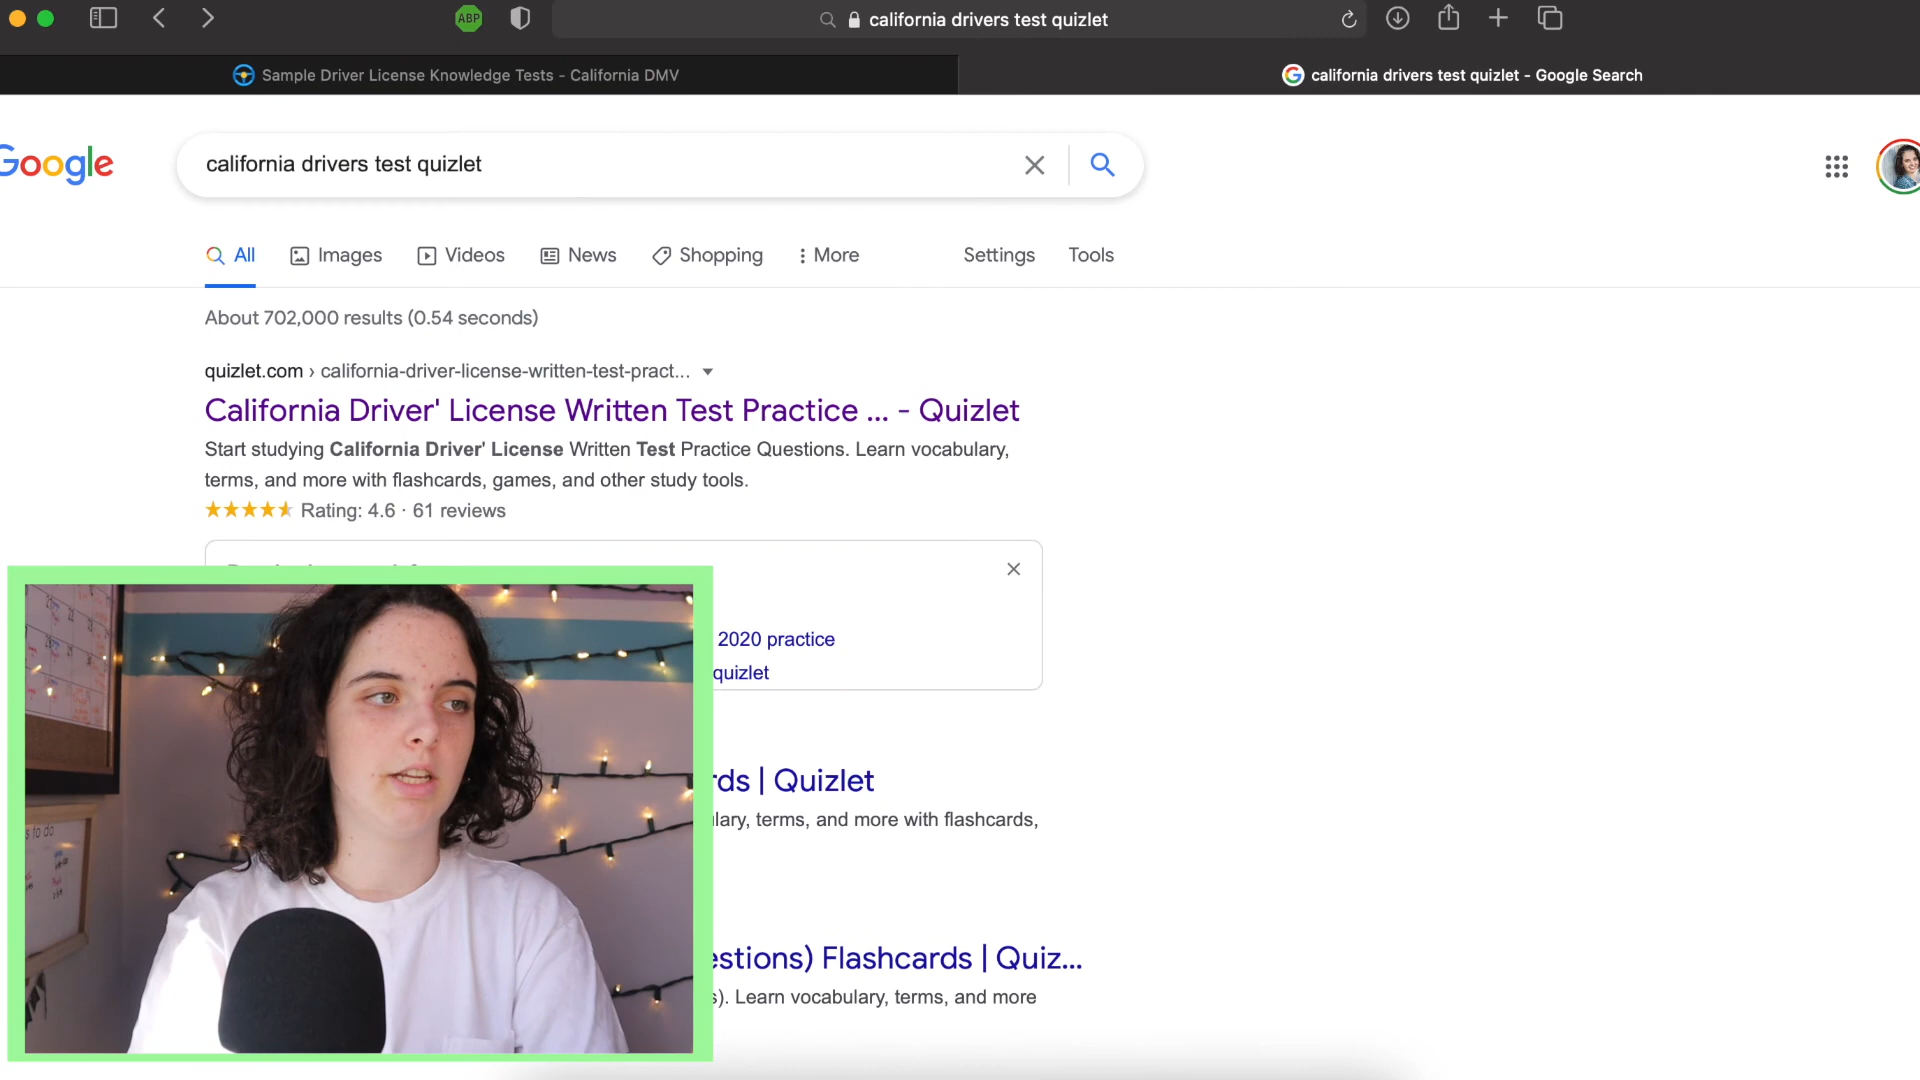 ABP
california drivers test quizlet
Sample Driver License Knowledge Tests - California DMV
california drivers test quizlet - Google Search
Google
california drivers test quizlet
All
Images
Videos
News
Shopping
More
Settings
Tools
About 702,000 results (0.54 seconds)
quizlet.com › california-driver-license-written-test-pract...
California Driver' License Written Test Practice ... - Quizlet
Start studying California Driver' License Written Test Practice Questions. Learn vocabulary,
terms, and more with flashcards, games, and other study tools.
Rating: 4.6 · 61 reviews
2020 practice
quizlet
rds | Quizlet
lary, terms, and more with flashcards,
estions) Flashcards | Quiz...
s). Learn vocabulary, terms, and more
s to do